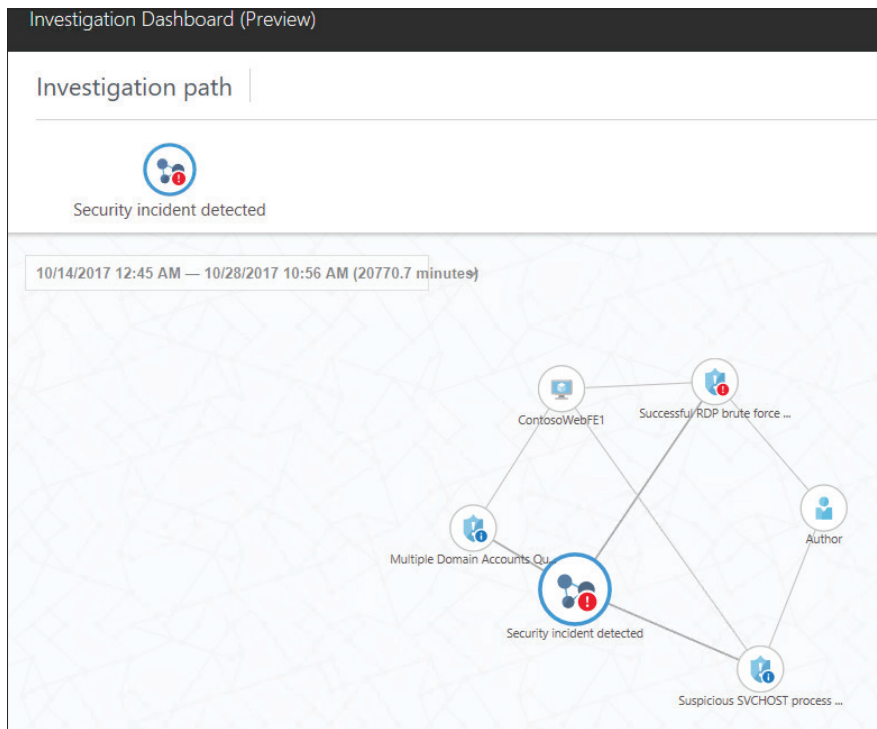 Investigation Dashboard (Preview)
Investigation path
Security incident detected
10/14/2017 12:45 AM — 10/28/2017 10:56 AM (20770.7 minutes)
ContosoWebFE1
Successful RDP brute force ...
Author
Multiple Domain Accounts Qu...
Security incident detected
Suspicious SVCHOST process ...